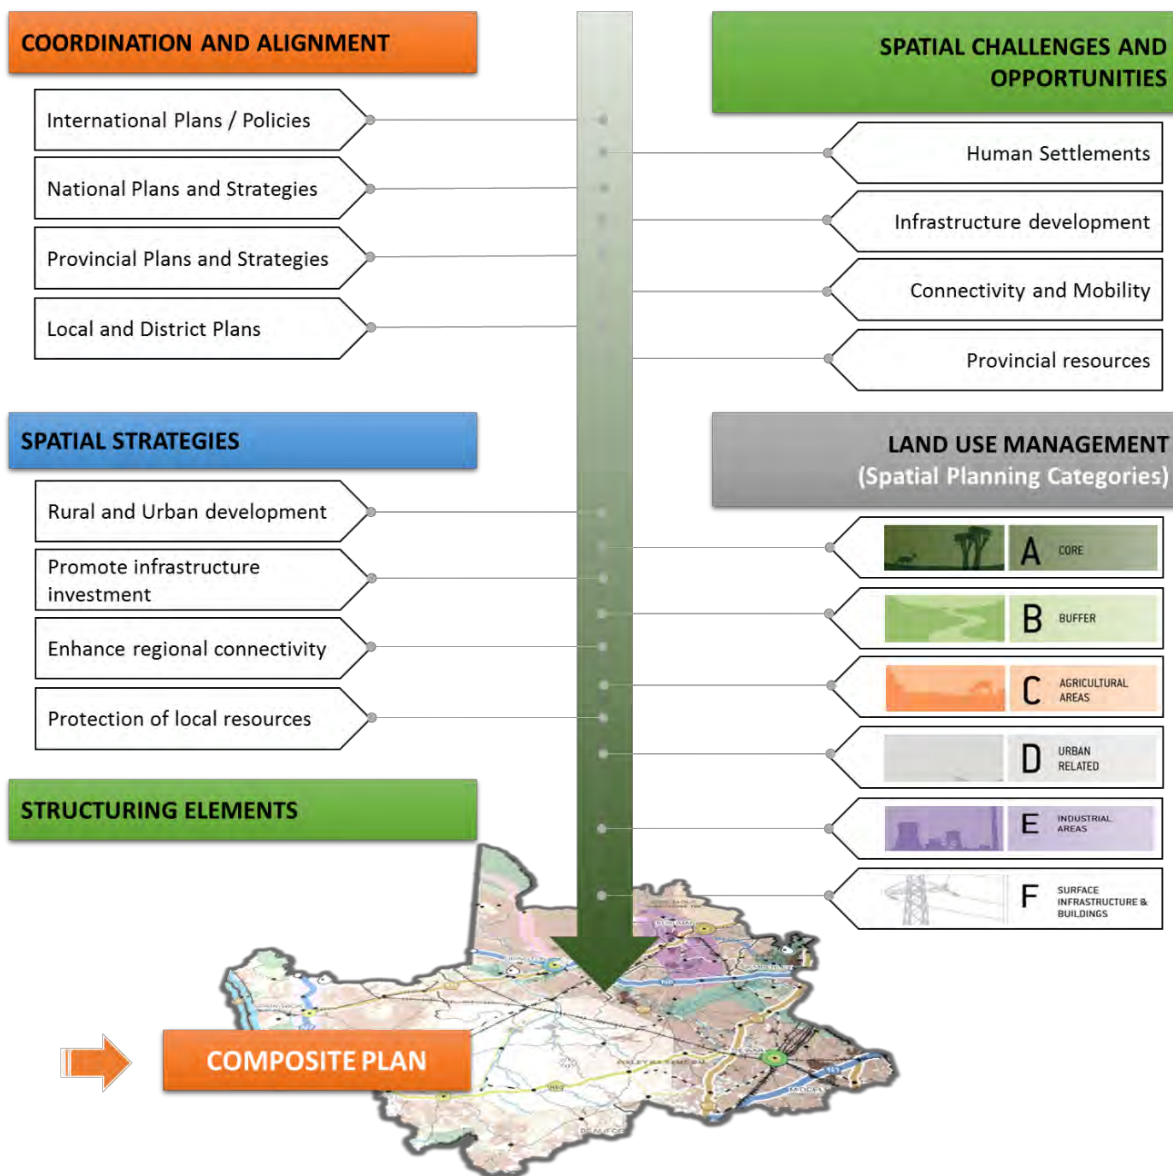 COORDINATION AND ALIGNMENT
International Plans / Policies
National Plans and Strategies
Provincial Plans and Strategies
Local and District Plans
SPATIAL CHALLENGES AND
OPPORTUNITIES
Human Settlements
Infrastructure development
Connectivity and Mobility
Provincial resources
SPATIAL STRATEGIES
Rural and Urban development
Promote infrastructure
investment
Enhance regional connectivity
Protection of local resources
LAND USE MANAGEMENT
(Spatial Planning Categories)
A CORE
B BUFFER
C AGRICULTURAL
AREAS
D URBAN
RELATED
E INDUSTRIAL
AREAS
F SURFACE
INFRASTRUCTURE &
BUILDINGS
STRUCTURING ELEMENTS
COMPOSITE PLAN